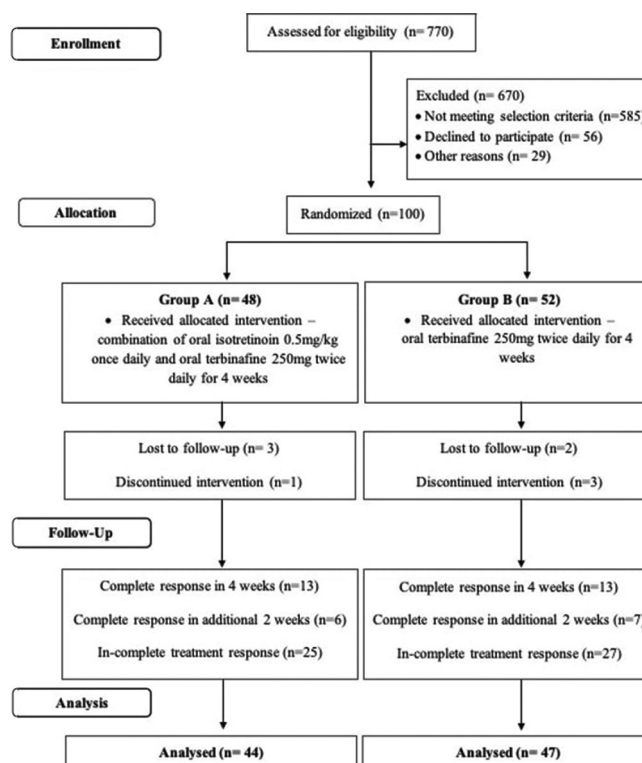 Assessed for eligibility (n= 770)
Enrollment
Excluded (n= 670)
• Not meeting selection criteria (n=585)
• Declined to participate (n= 56)
• Other reasons (n= 29)
Randomized (n=100)
Allocation
Group A (n= 48)
• Received allocated intervention –
combination of oral isotretinoin 0.5mg/kg
once daily and oral terbinafine 250mg twice
daily for 4 weeks
Group B (n= 52)
• Received allocated intervention –
oral terbinafine 250mg twice daily for 4
weeks
Lost to follow-up (n= 3)
Discontinued intervention (n=1)
Lost to follow-up (n=2)
Discontinued intervention (n=3)
Follow-Up
Complete response in 4 weeks (n=13)
Complete response in additional 2 weeks (n=6)
In-complete treatment response (n=25)
Complete response in 4 weeks (n=13)
Complete response in additional 2 weeks (n=7
In-complete treatment response (n=27)
Analysis
Analysed (n= 44)
Analysed (n= 47)